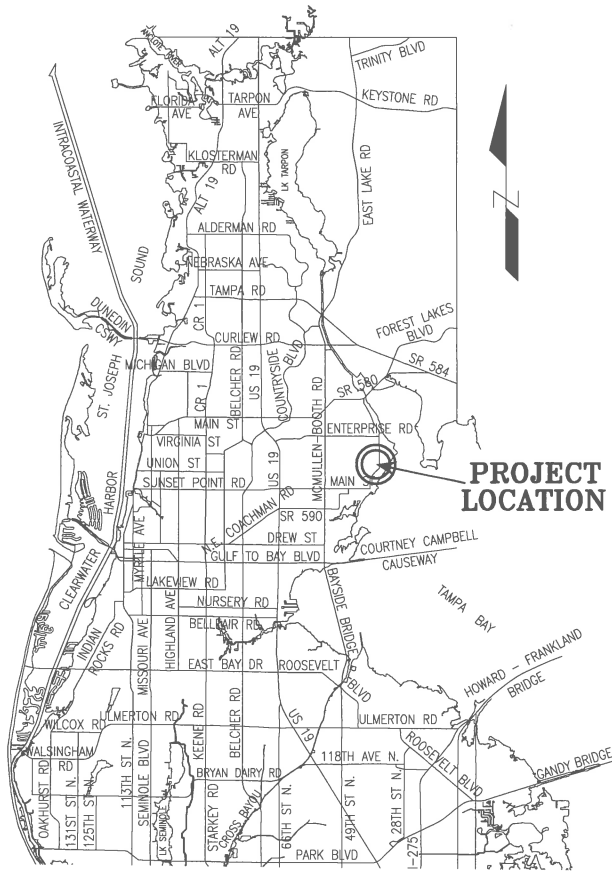 ALT 19
TRINITY BLVD
FLORIDA
AVE
TARPON
AVE
KEYSTONE RD
KLOSTERMAN
RD
LK TARPON
EAST LAKE RD
INTRACOASTAL WATERWAY
ALT 19
ALDERMAN RD
SOUND
NEBRASKA AVE
TAMPA RD
DUNEDIN
CSWY
CR 1
CURLEW RD
FOREST LAKES
BLVD
SR 584
MICHIGAN BLVD
ST. JOSEPH
CR 1
BELCHER RD
US 19
COUNTRYSIDE
BLVD
MCMULLEN-BOOTH RD
SR 580
MAIN ST
ENTERPRISE RD
VIRGINIA ST
UNION ST
SUNSET POINT RD
US 19
MAIN
PROJECT
LOCATION
HARBOR
N.E. COACHMAN RD
SR 590
MYRTLE AVE
DREW ST
GULF TO BAY BLVD
COURTNEY CAMPBELL
CAUSEWAY
CLEARWATER
LAKEVIEW RD
NURSERY RD
BELLAIR RD
BAYSIDE BRIDGE
TAMPA BAY
INDIAN
ROCKS RD
MISSOURI AVE
HIGHLAND AVE
EAST BAY DR
ROOSEVELT
BLVD
HOWARD - FRANKLAND
BRIDGE
WILCOX RD
ULMERTON RD
KEENE RD
BELCHER RD
US 19
ULMERTON RD
WALSINGHAM
RD
118TH AVE N.
ROOSEVELT BLVD
GANDY BRIDGE
OAKHURST RD
131ST ST N.
125TH ST
113TH ST N.
SEMINOLE BLVD
LK SEMINOLE
BRYAN DAIRY RD
STARKEY RD
CROSS BAYOU
66TH ST N.
49TH ST N.
28TH ST N.
I-275
PARK BLVD